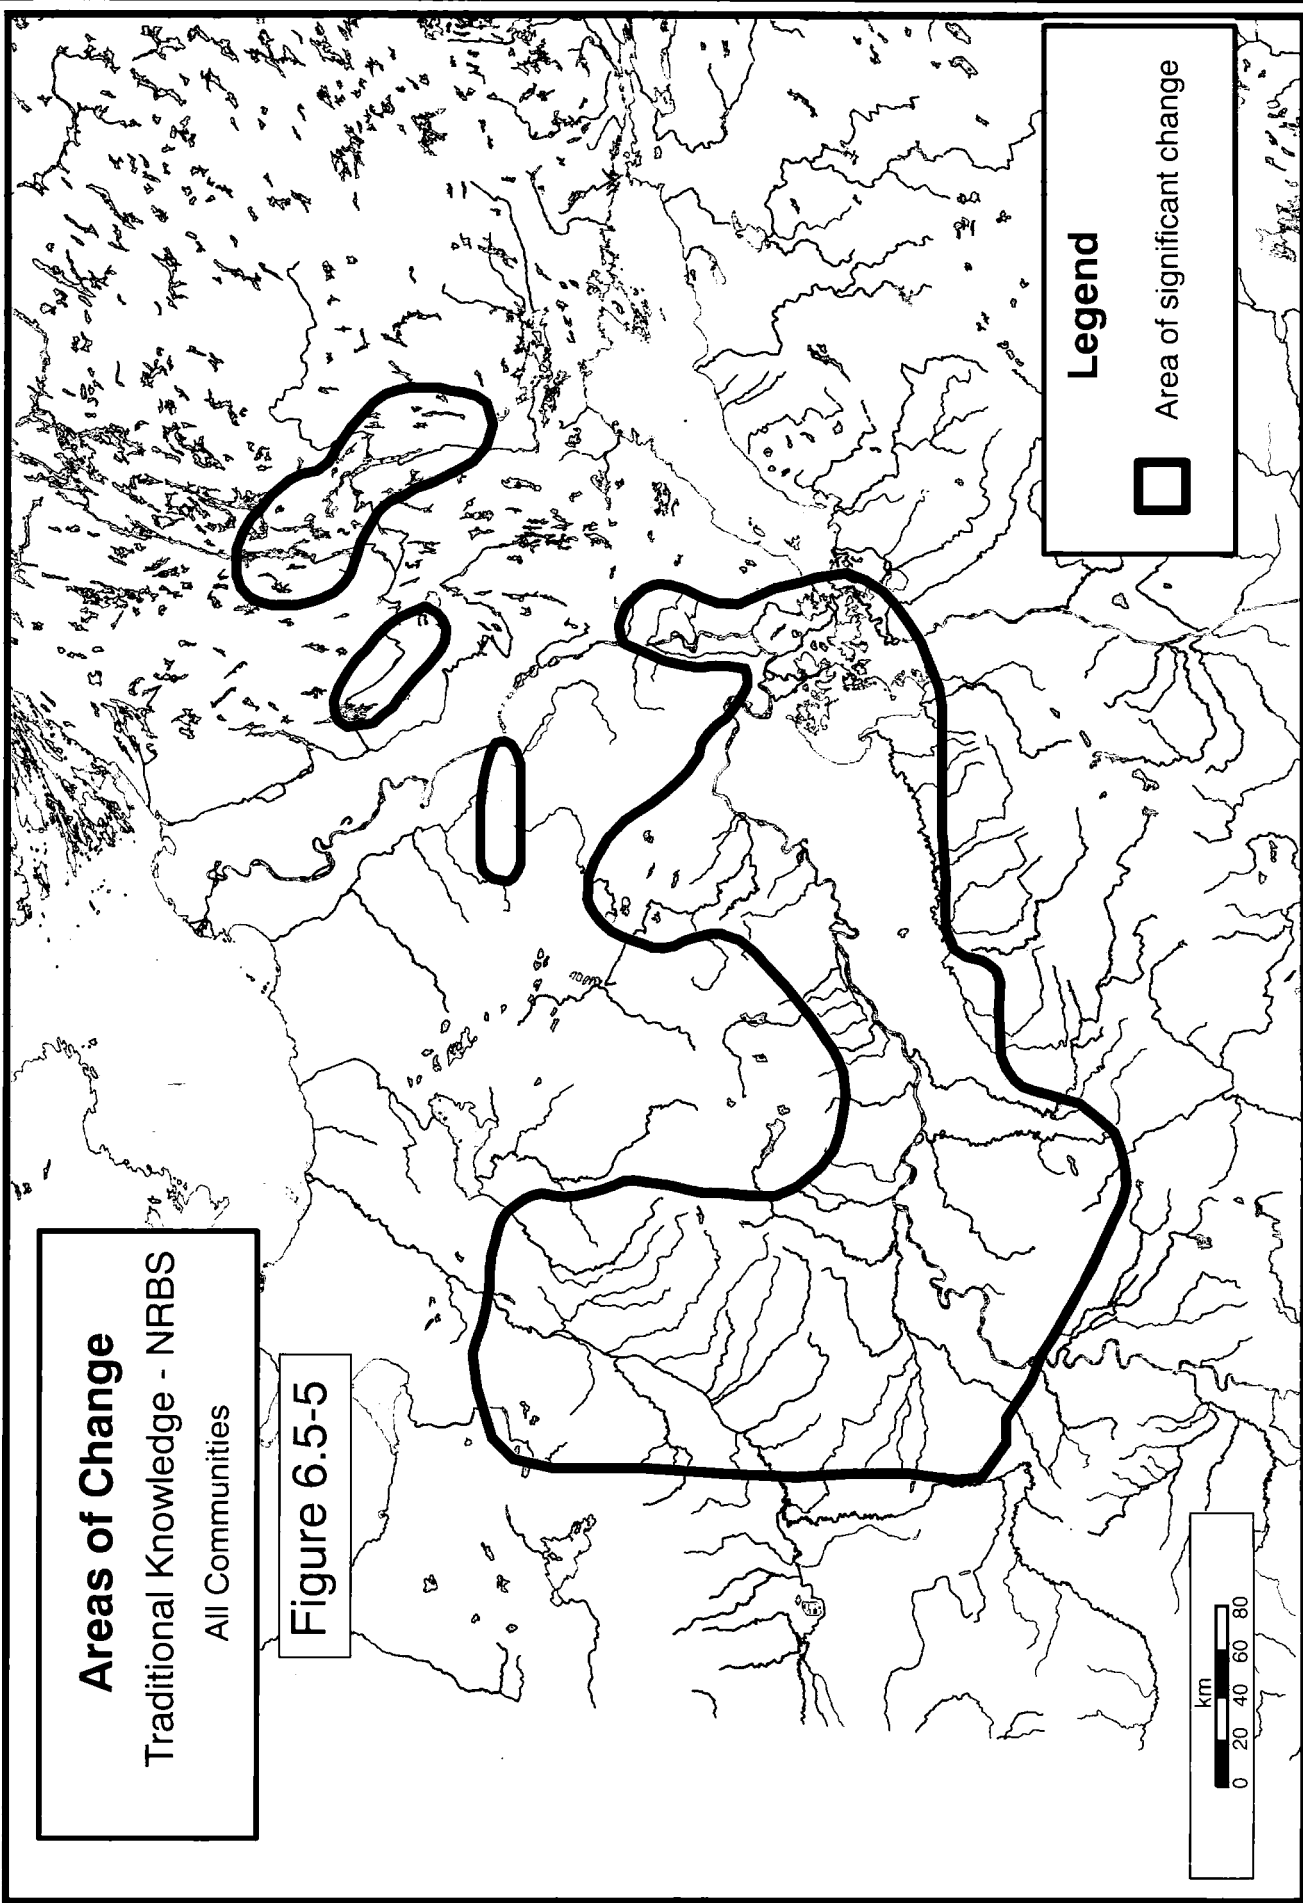 Areas of Change
Traditional Knowledge - NRBS
All Communities
Figure 6.5-5
Legend
Area of significant change
km
0 20 40 60 80